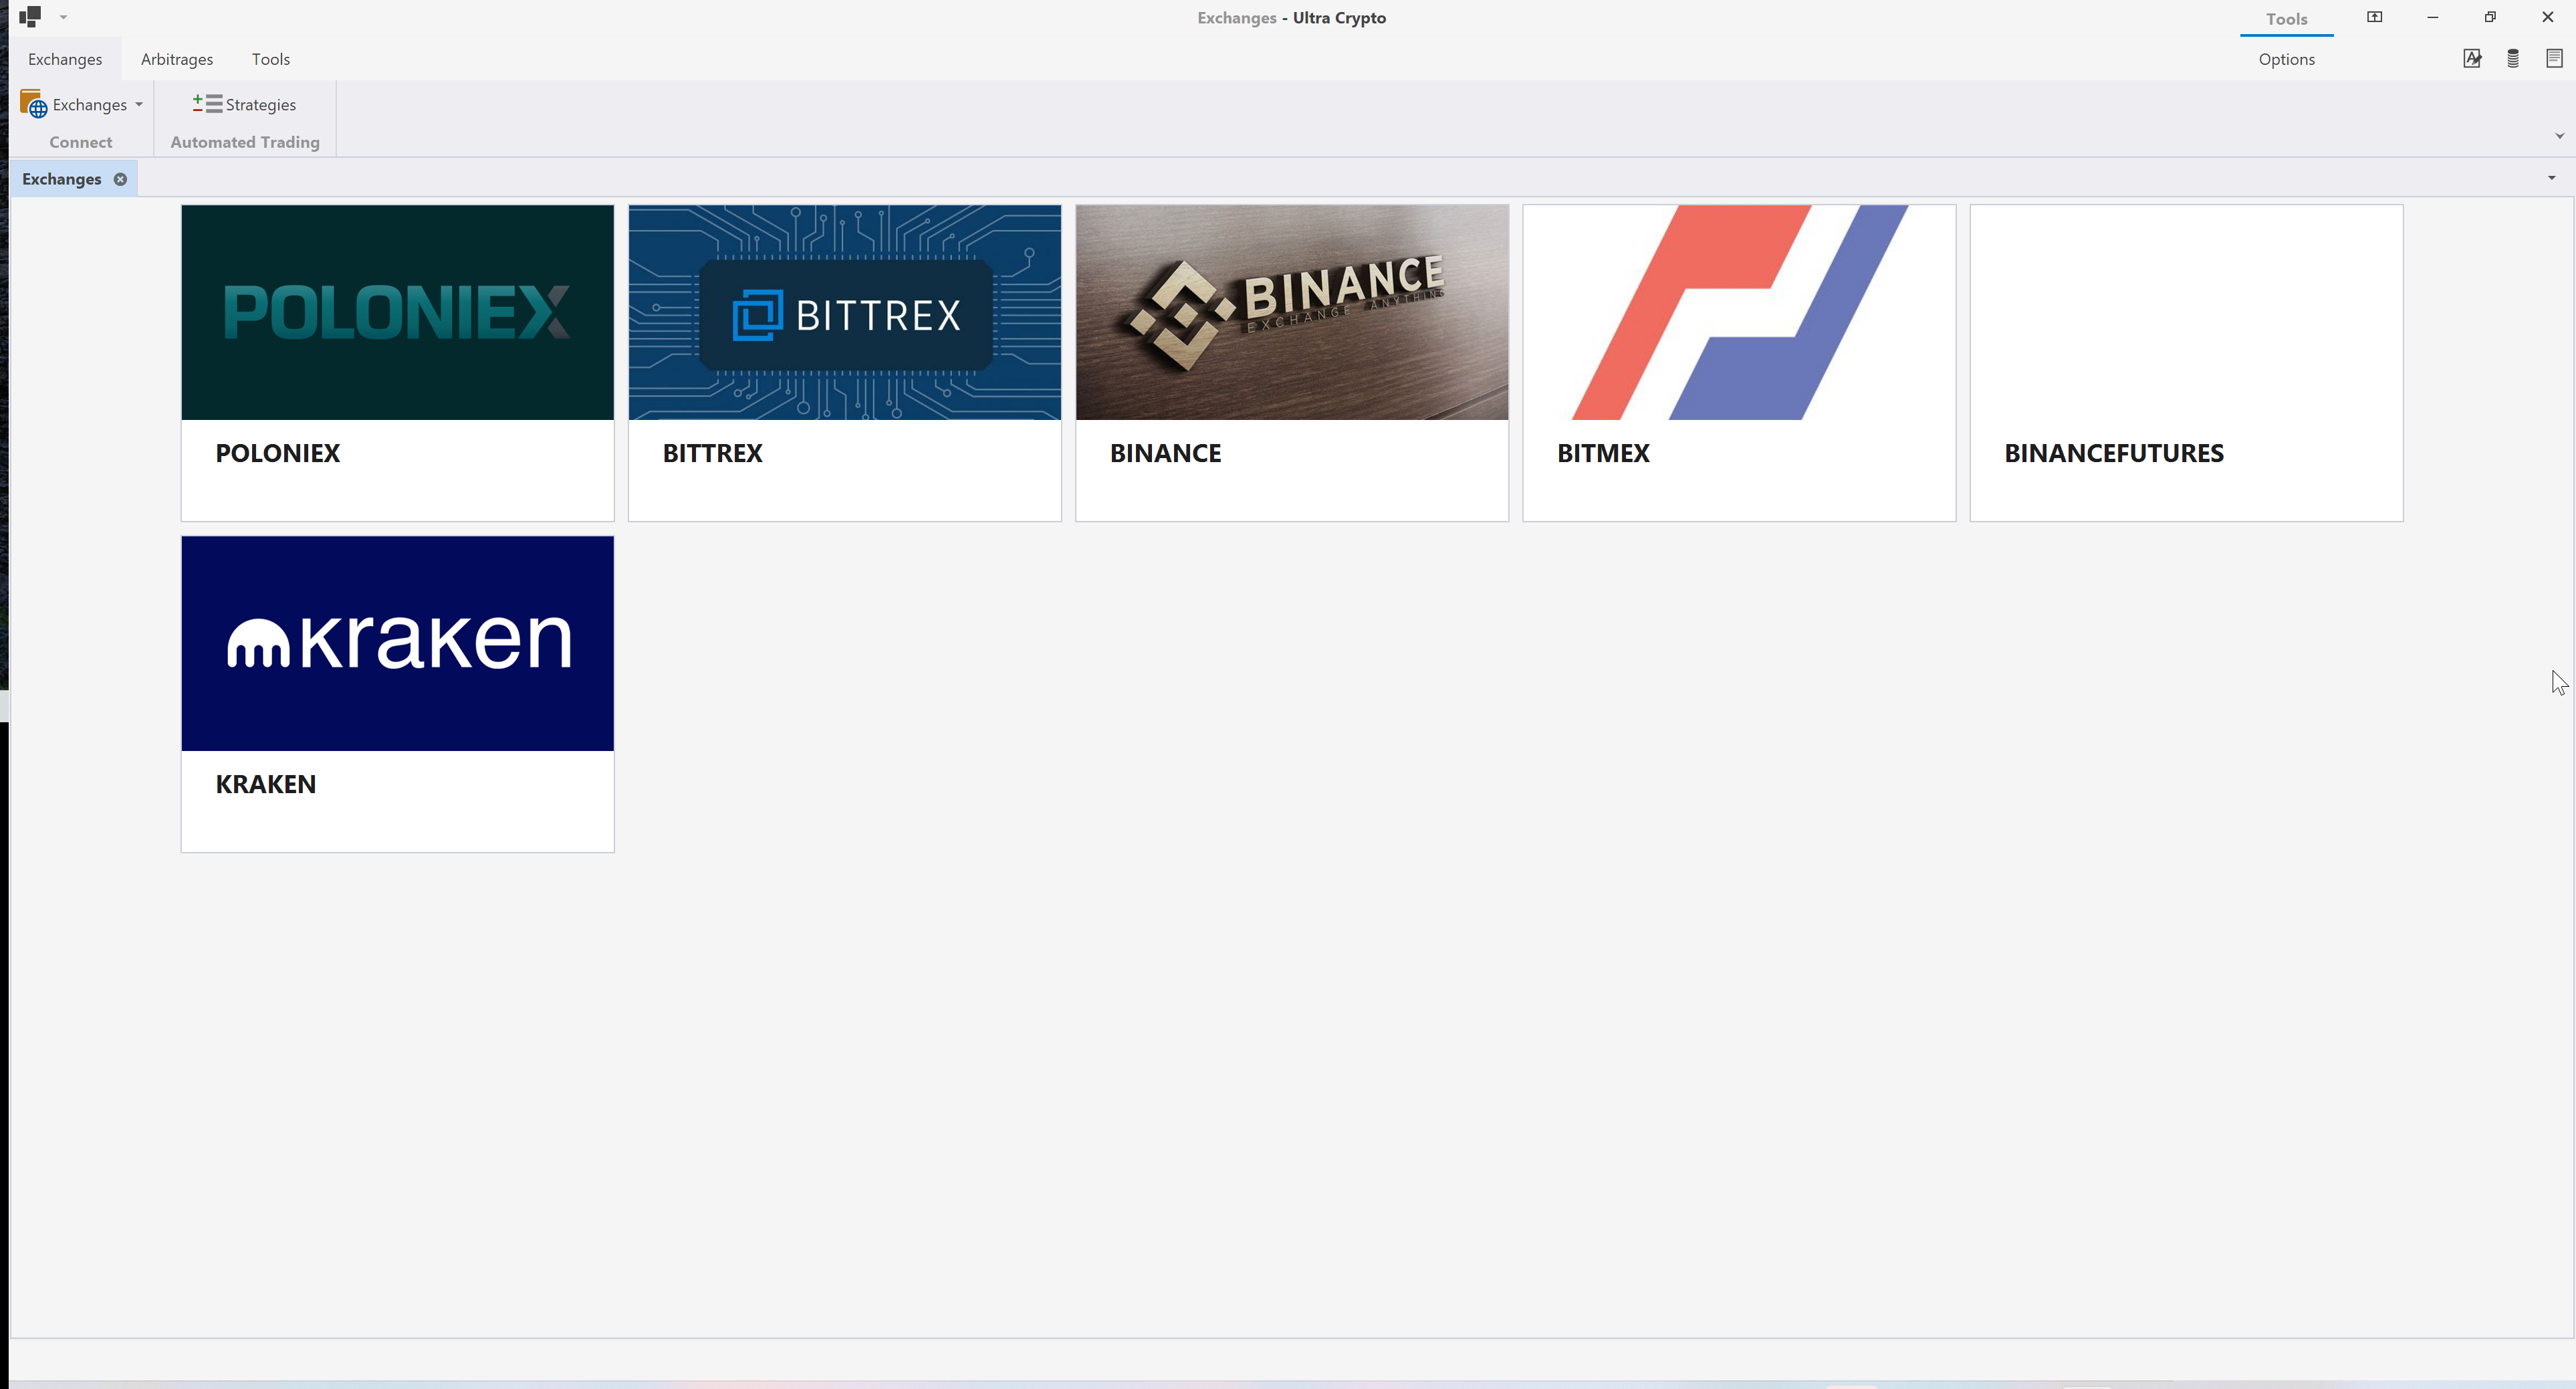 Exchanges - Ultra Crypto
Tools
Exchanges
Arbitrages
Tools
Options
Exchanges
Strategies
Connect
Automated Trading
Exchanges
POLONIEX
BITTREX
BINANCE
EXCHANGE ANYTHING
POLONIEX
BITTREX
BINANCE
BITMEX
BINANCEFUTURES
kraken
KRAKEN